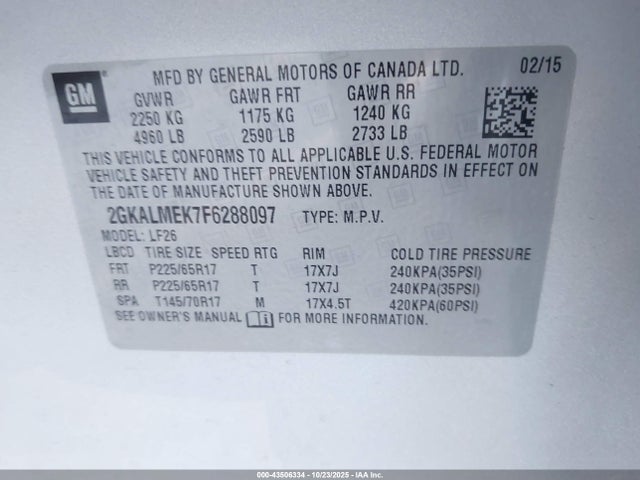 GM
MFD BY GENERAL MOTORS OF CANADA LTD. 02/15
GVWR GAWR FRT GAWR RR
2250 KG 1175 KG 1240 KG
4960 LB 2590 LB 2733 LB
THIS VEHICLE CONFORMS TO ALL APPLICABLE U.S. FEDERAL MOTOR
VEHICLE SAFETY AND THEFT PREVENTION STANDARDS IN EFFECT ON
THE DATE OF MANUFACTURE SHOWN ABOVE.
2GKALMEK7F6288097 TYPE: M.P.V.
MODEL: LF26
LBCD TIRE SIZE SPEED RTG RIM COLD TIRE PRESSURE
FRT P225/65R17 T 17X7J 240KPA(35PSI)
RR P225/65R17 T 17X7J 240KPA(35PSI)
SPA T145/70R17 M 17X4.5T 420KPA(60PSI)
SEE OWNER'S MANUAL FOR MORE INFORMATION.
000-43506334 - 10/23/2025 - IAA Inc.